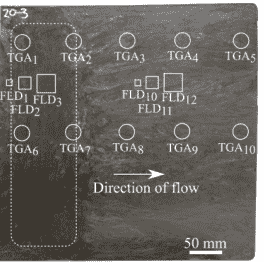 20-3
TGA1 TGA2 TGA3 TGA4 TGA5
FLD1 FLD3 FLD10 FLD12
FLD2 FLD11
TGA6 TGA7 TGA8 TGA9 TGA10
Direction of flow
50 mm